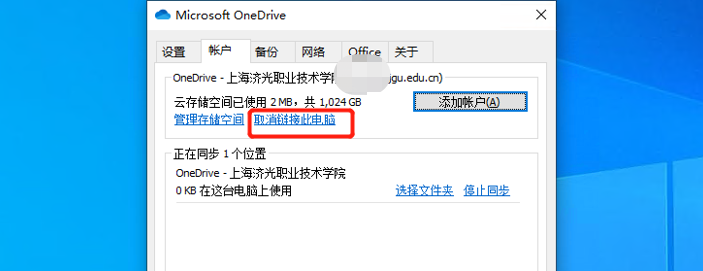 Microsoft OneDrive
设置 帐户 备份 网络 Office 关于
OneDrive - 上海济光职业技术学院 jgu.edu.cn)
云存储空间已使用 2 MB，共 1,024 GB
添加帐户(A)
管理存储空间 取消链接此电脑
正在同步 1 个位置
OneDrive - 上海济光职业技术学院
0 KB 在这台电脑上使用 选择文件夹 停止同步